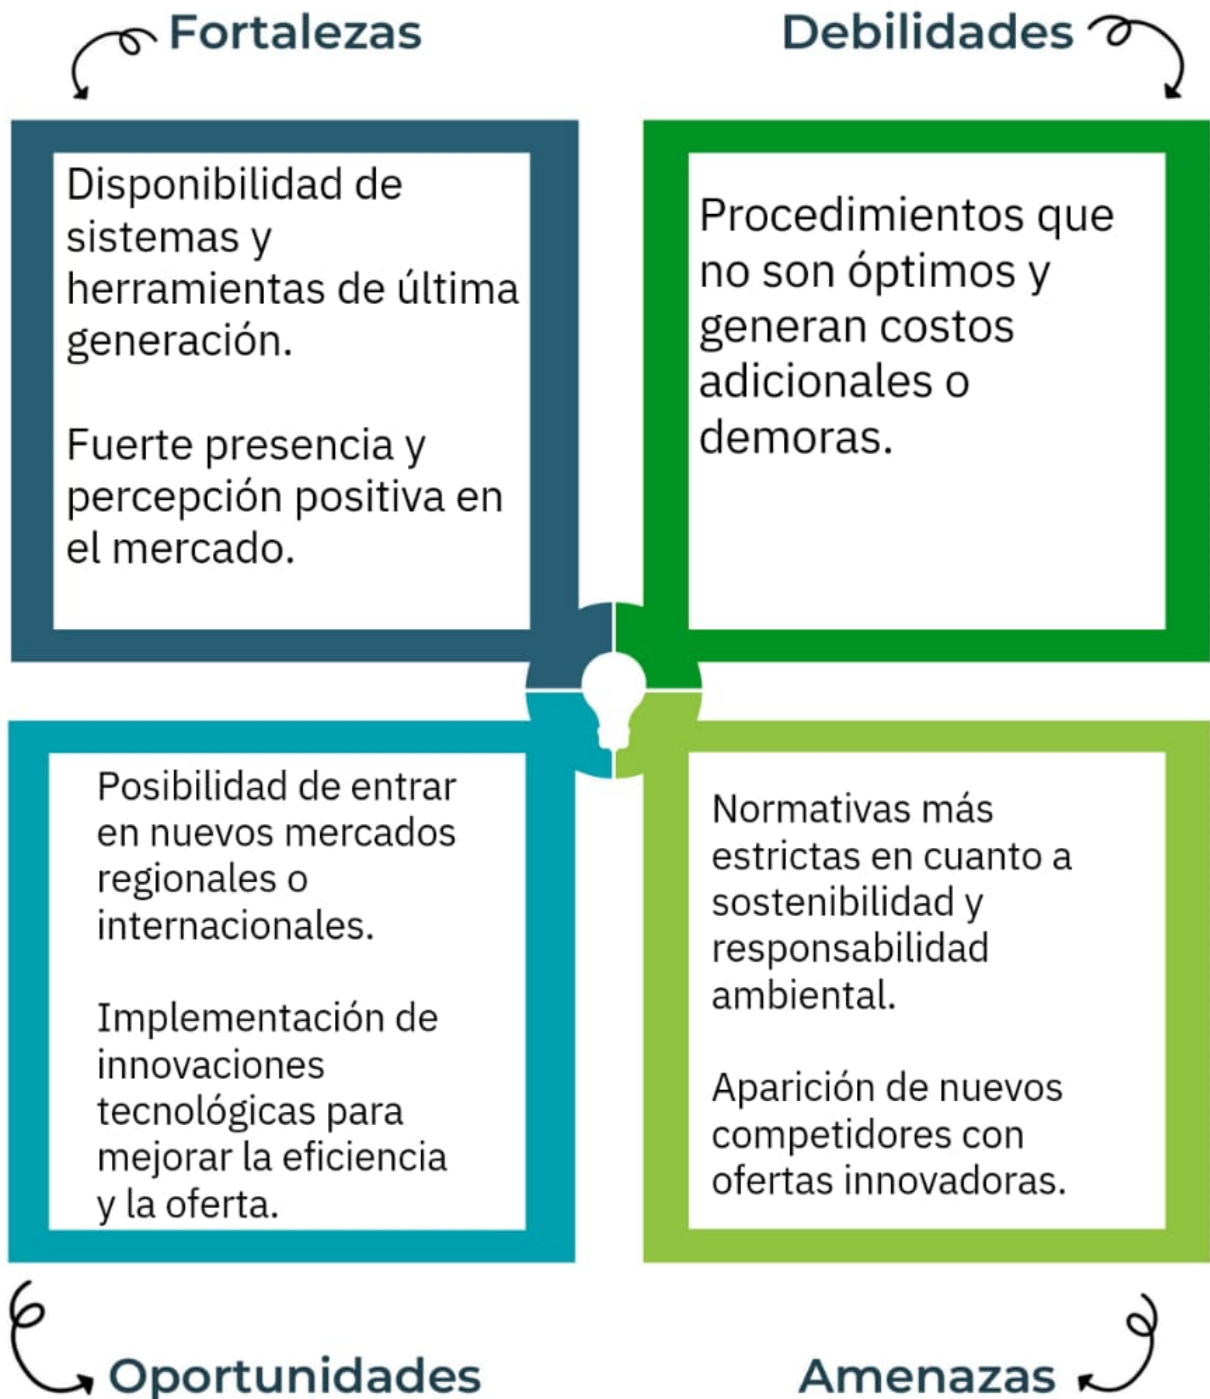 Fortalezas
Disponibilidad de
sistemas y
herramientas de última
generación.
Fuerte presencia y
percepción positiva en
el mercado.
Debilidades
Procedimientos que
no son óptimos y
generan costos
adicionales o
demoras.
Posibilidad de entrar
en nuevos mercados
regionales o
internacionales.
Implementación de
innovaciones
tecnológicas para
mejorar la eficiencia
y la oferta.
Oportunidades
Normativas más
estrictas en cuanto a
sostenibilidad y
responsabilidad
ambiental.
Aparición de nuevos
competidores con
ofertas innovadoras.
Amenazas